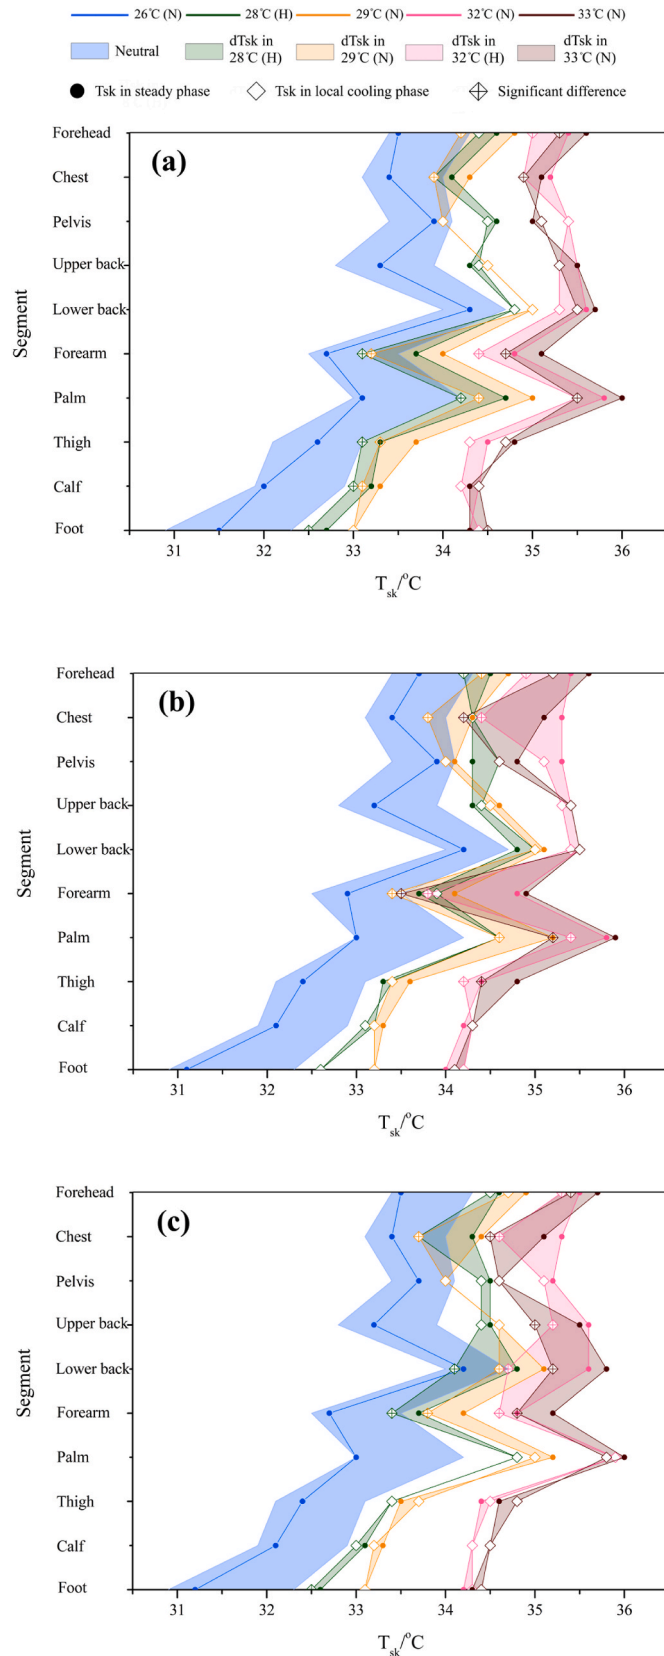 26℃ (N) 28℃ (H) 29℃ (N) 32℃ (N) 33℃ (N)
Neutral dTsk in 28℃ (H) dTsk in 29℃ (N) dTsk in 32℃ (H) dTsk in 33℃ (N)
Tsk in steady phase Tsk in local cooling phase Significant difference
(a)
Segment
Forehead
Chest
Pelvis
Upper back
Lower back
Forearm
Palm
Thigh
Calf
Foot
31 32 33 34 35 36
Tsk/°C
(b)
Segment
Forehead
Chest
Pelvis
Upper back
Lower back
Forearm
Palm
Thigh
Calf
Foot
31 32 33 34 35 36
Tsk/°C
(c)
Segment
Forehead
Chest
Pelvis
Upper back
Lower back
Forearm
Palm
Thigh
Calf
Foot
31 32 33 34 35 36
Tsk/°C